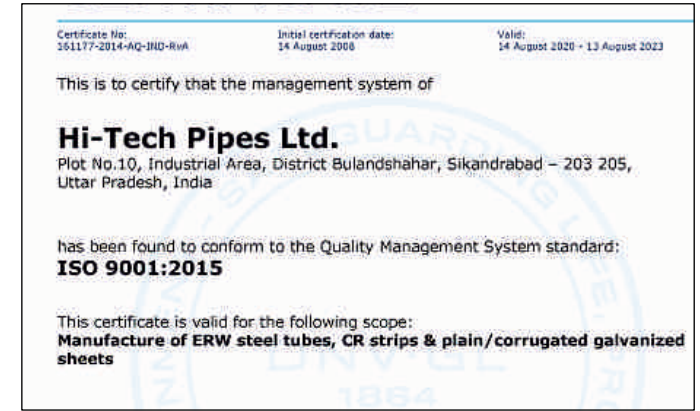 Certificate No:
161177-2014-AQ-IND-RvA
Initial certification date:
14 August 2008
Valid:
14 August 2020 - 13 August 2023
This is to certify that the management system of
Hi-Tech Pipes Ltd.
Plot No.10, Industrial Area, District Bulandshahar, Sikandrabad – 203 205,
Uttar Pradesh, India
has been found to conform to the Quality Management System standard:
ISO 9001:2015
This certificate is valid for the following scope:
Manufacture of ERW steel tubes, CR strips & plain/corrugated galvanized
sheets
DNV·GL
1864